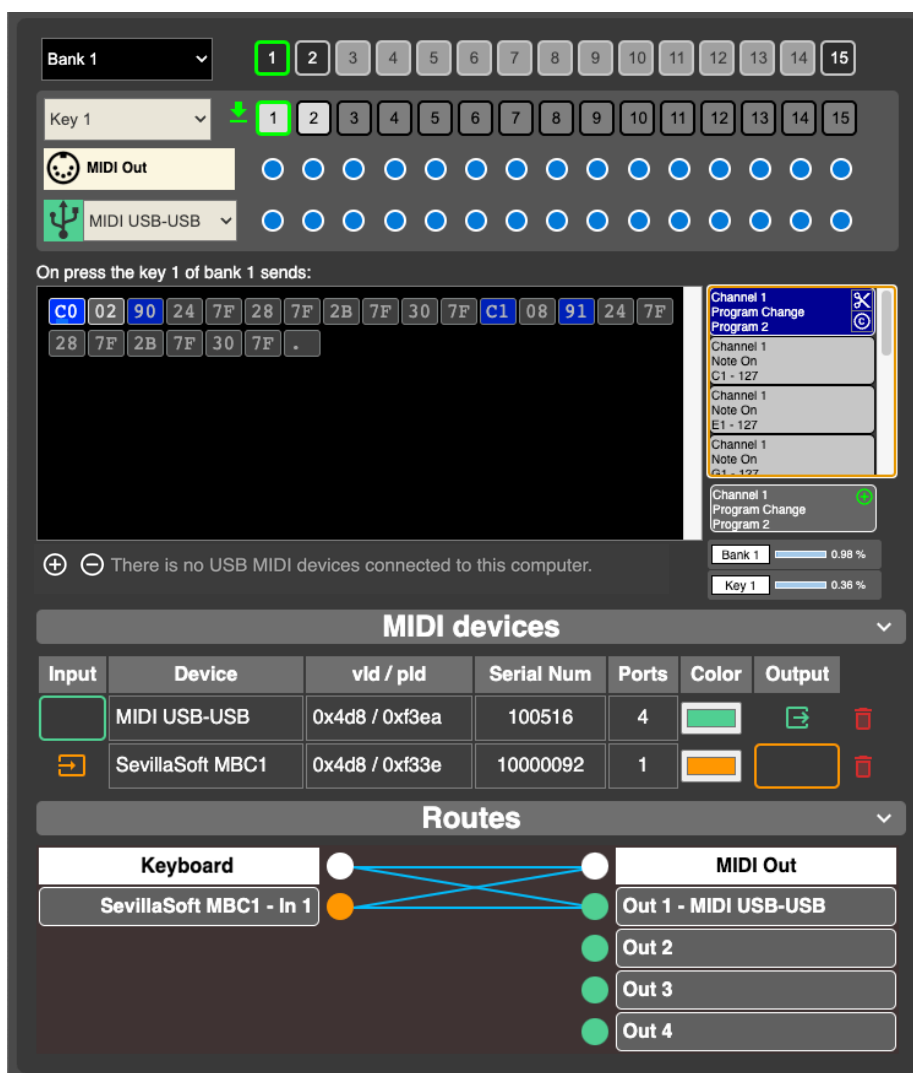 Bank 1
1 2 3 4 5 6 7 8 9 10 11 12 13 14 15
Key 1
1 2 3 4 5 6 7 8 9 10 11 12 13 14 15
MIDI Out
MIDI USB-USB
On press the key 1 of bank 1 sends:
C0 02 90 24 7F 28 7F 2B 7F 30 7F C1 08 91 24 7F
28 7F 2B 7F 30 7F .
Channel 1
Program Change
Program 2
Channel 1
Note On
C1 - 127
Channel 1
Note On
E1 - 127
Channel 1
Note On
G1 - 127
Channel 1
Program Change
Program 2
Bank 1 0.98 %
Key 1 0.36 %
There is no USB MIDI devices connected to this computer.
MIDI devices
Input Device vId / pId Serial Num Ports Color Output
MIDI USB-USB 0x4d8 / 0xf3ea 100516 4
SevillaSoft MBC1 0x4d8 / 0xf33e 10000092 1
Routes
Keyboard MIDI Out
SevillaSoft MBC1 - In 1 Out 1 - MIDI USB-USB
Out 2
Out 3
Out 4